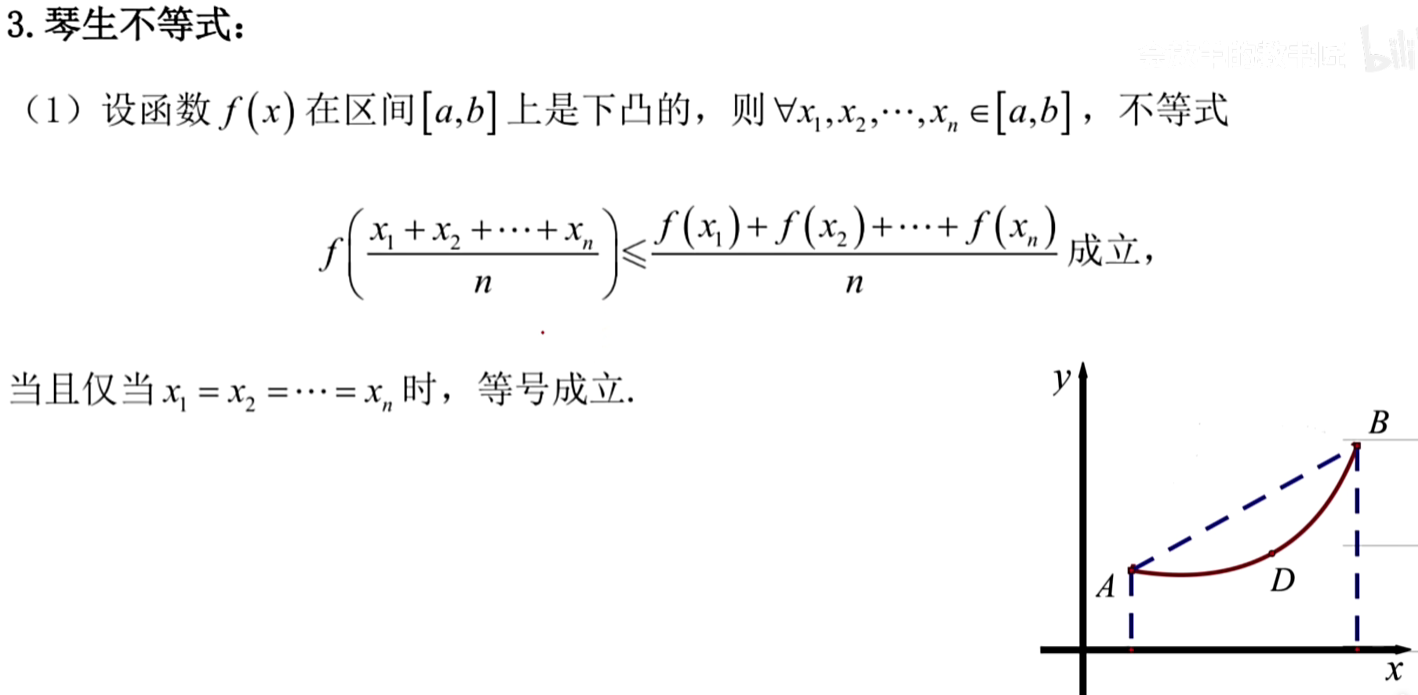 3. 琴生不等式：
bili
（1）设函数 f(x) 在区间[a,b]上是下凸的，则∀x₁,x₂,⋯,xₙ∈[a,b]，不等式
f((x₁+x₂+⋯+xₙ)/n)⩽(f(x₁)+f(x₂)+⋯+f(xₙ))/n 成立，
当且仅当 x₁=x₂=⋯=xₙ 时，等号成立.
y
B
A
D
x